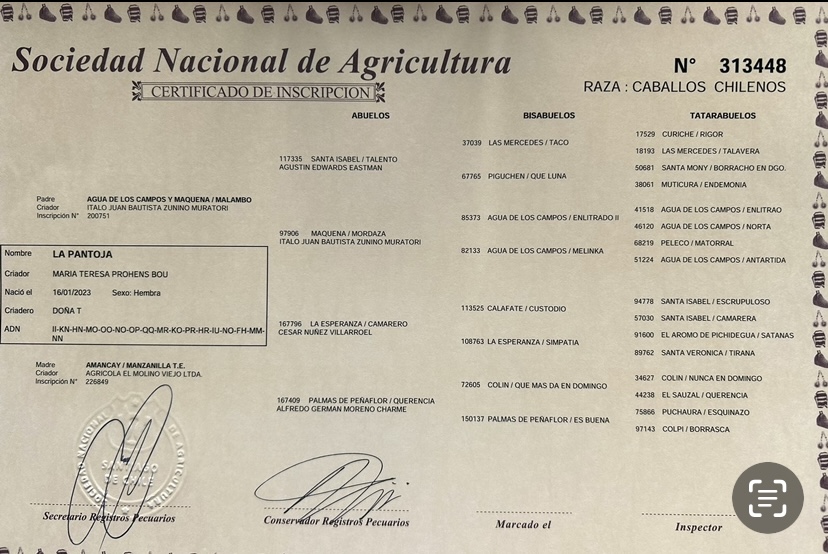 Sociedad Nacional de Agricultura
CERTIFICADO DE INSCRIPCION
N° 313448
RAZA : CABALLOS CHILENOS
ABUELOS
BISABUELOS
TATARABUELOS
Padre AGUA DE LOS CAMPOS Y MAQUENA / MALAMBO
Criador ITALO JUAN BAUTISTA ZUNINO MURATORI
Inscripción N° 200751
Nombre LA PANTOJA
Criador MARIA TERESA PROHENS BOU
Nació el 16/01/2023 Sexo: Hembra
Criadero DOÑA T
ADN II-KN-HN-MO-OO-NO-OP-QQ-MR-KO-PR-HR-IU-NO-FH-MM-
NN
Madre AMANCAY / MANZANILLA T.E.
Criador AGRICOLA EL MOLINO VIEJO LTDA.
Inscripción N° 226849
117335 SANTA ISABEL / TALENTO
AGUSTIN EDWARDS EASTMAN
97906 MAQUENA / MORDAZA
ITALO JUAN BAUTISTA ZUNINO MURATORI
167796 LA ESPERANZA / CAMARERO
CESAR NUÑEZ VILLARROEL
167409 PALMAS DE PEÑAFLOR / QUERENCIA
ALFREDO GERMAN MORENO CHARME
37039 LAS MERCEDES / TACO
67765 PIGUCHEN / QUE LUNA
85373 AGUA DE LOS CAMPOS / ENLITRADO II
82133 AGUA DE LOS CAMPOS / MELINKA
113525 CALAFATE / CUSTODIO
108763 LA ESPERANZA / SIMPATIA
72605 COLIN / QUE MAS DA EN DOMINGO
150137 PALMAS DE PEÑAFLOR / ES BUENA
17529 CURICHE / RIGOR
18193 LAS MERCEDES / TALAVERA
50681 SANTA MONY / BORRACHO EN DGO.
38061 MUTICURA / ENDEMONIA
41518 AGUA DE LOS CAMPOS / ENLITRAO
46120 AGUA DE LOS CAMPOS / NORTA
68219 PELECO / MATORRAL
51224 AGUA DE LOS CAMPOS / ANTARTIDA
94778 SANTA ISABEL / ESCRUPULOSO
57030 SANTA ISABEL / CAMARERA
91600 EL AROMO DE PICHIDEGUA / SATANAS
89762 SANTA VERONICA / TIRANA
34627 COLIN / NUNCA EN DOMINGO
44238 EL SAUZAL / QUERENCIA
75866 PUCHAURA / ESQUINAZO
97143 COLPI / BORRASCA
SOCIEDAD NACIONAL DE AGRICULTURA
SANTIAGO
DE CHILE
Secretario Registros Pecuarios
Conservador Registros Pecuarios
Marcado el
Inspector